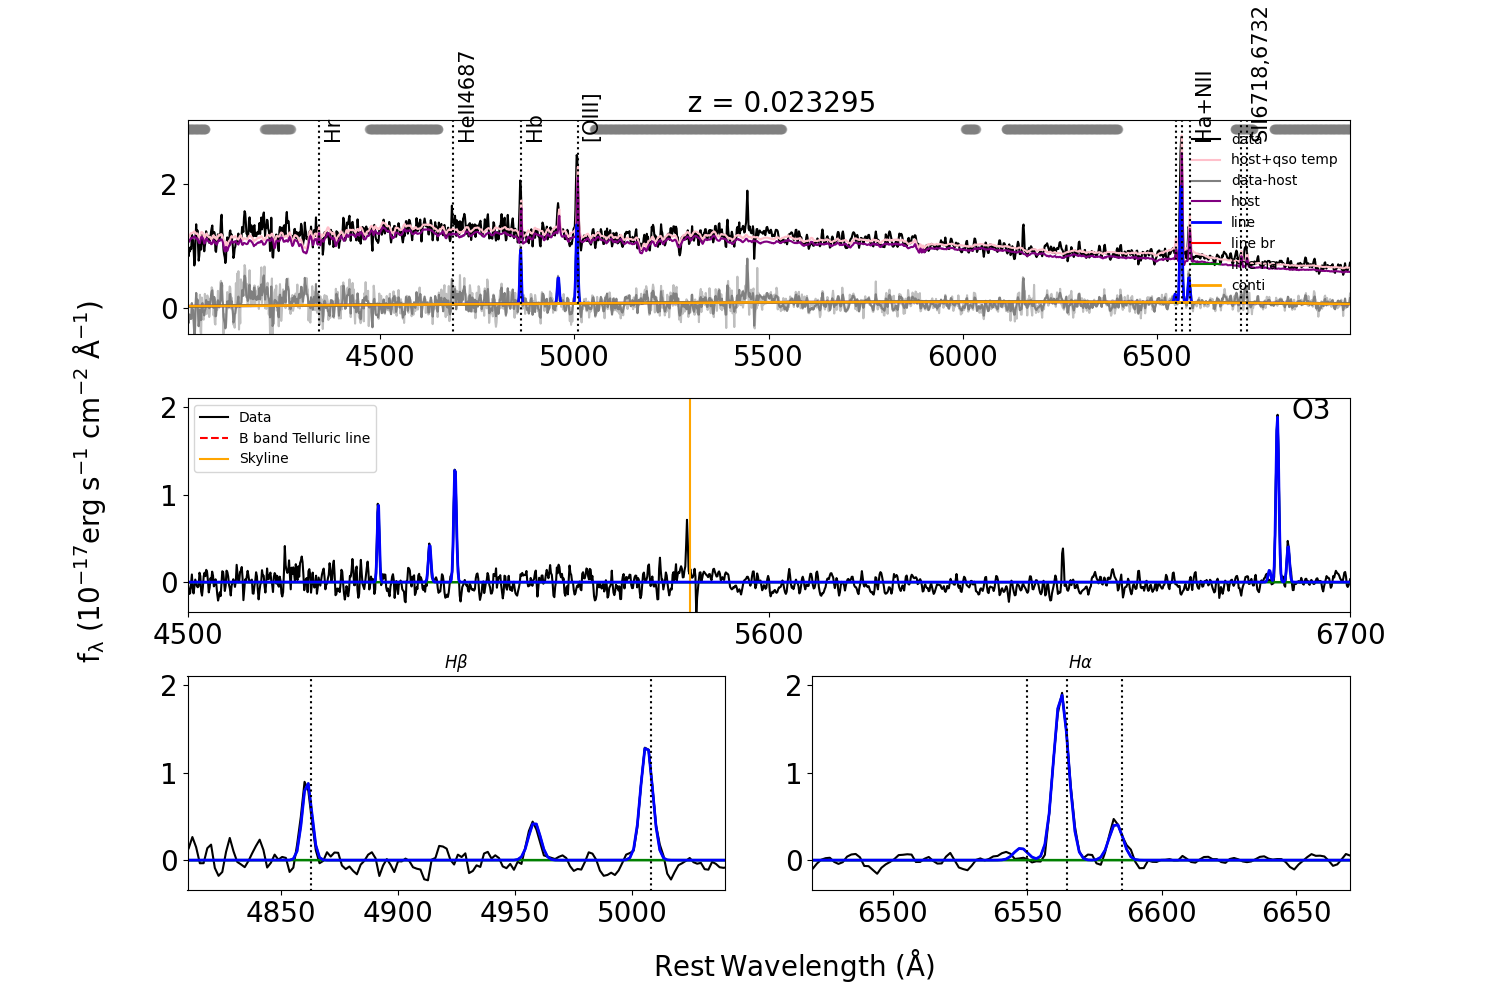 z = 0.023295
Hr
HeII4687
Hb
[OIII]
Ha+NII
SII6718,6732
data
host+qso temp
data-host
host
line
line br
conti
2
0
4500
5000
5500
6000
6500
fλ (10⁻¹⁷erg s⁻¹ cm⁻² Å⁻¹)
Data
B band Telluric line
Skyline
O3
2
1
0
4500
5600
6700
Hβ
2
1
0
4850
4900
4950
5000
Hα
2
1
0
6500
6550
6600
6650
Rest Wavelength (Å)